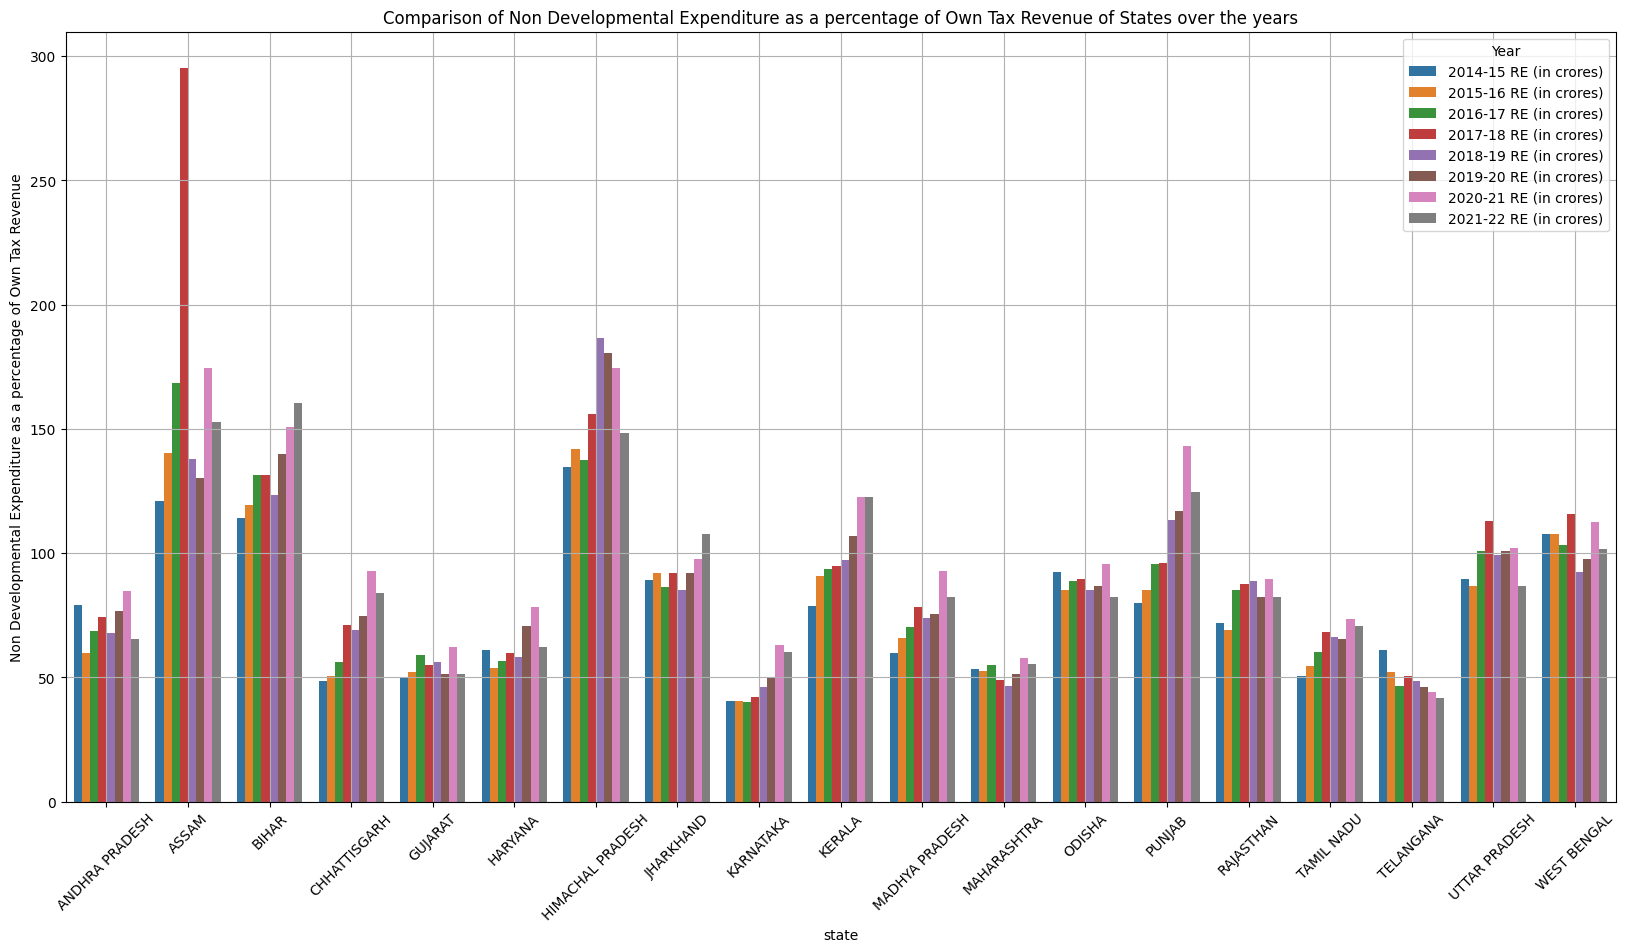 Comparison of Non Developmental Expenditure as a percentage of Own Tax Revenue of States over the years
Non Developmental Expenditure as a percentage of Own Tax Revenue
300
250
200
150
100
50
0
Year
2014-15 RE (in crores)
2015-16 RE (in crores)
2016-17 RE (in crores)
2017-18 RE (in crores)
2018-19 RE (in crores)
2019-20 RE (in crores)
2020-21 RE (in crores)
2021-22 RE (in crores)
ANDHRA PRADESH
ASSAM
BIHAR
CHHATTISGARH
GUJARAT
HARYANA
HIMACHAL PRADESH
JHARKHAND
KARNATAKA
KERALA
MADHYA PRADESH
MAHARASHTRA
ODISHA
PUNJAB
RAJASTHAN
TAMIL NADU
TELANGANA
UTTAR PRADESH
WEST BENGAL
state